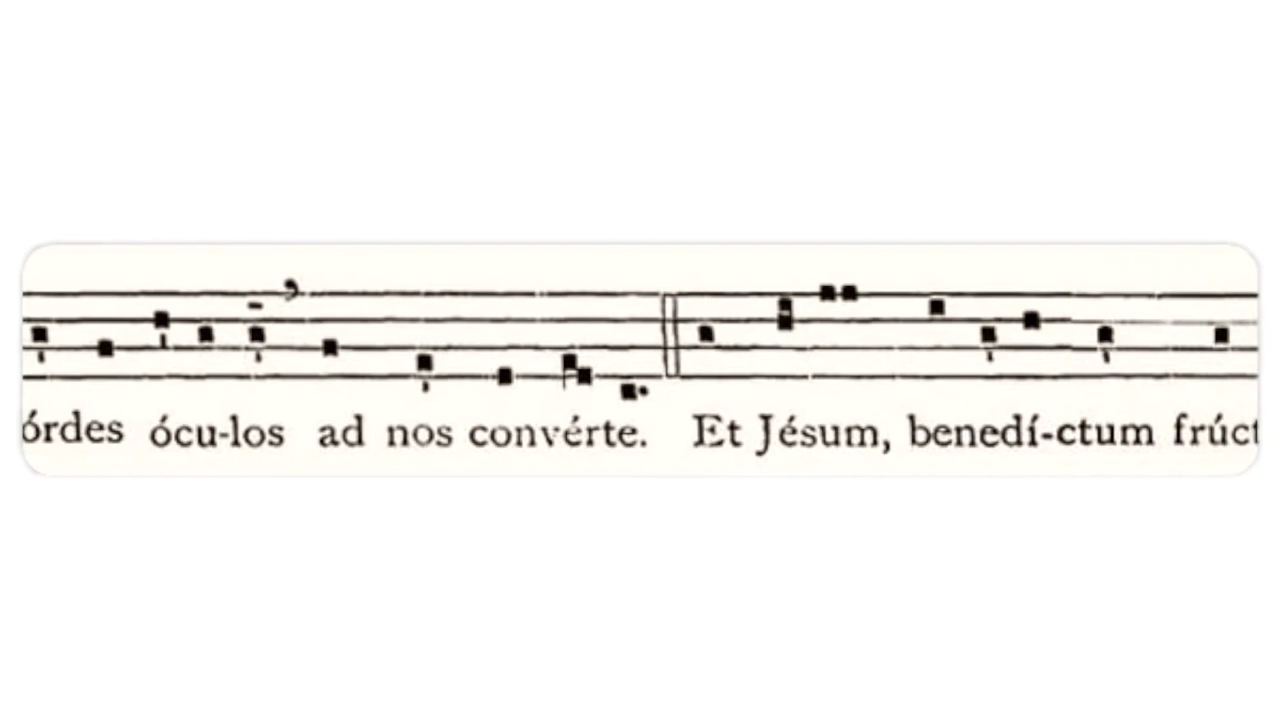 órdes ócu-los ad nos convérte. Et Jésum, benedí-ctum frúct